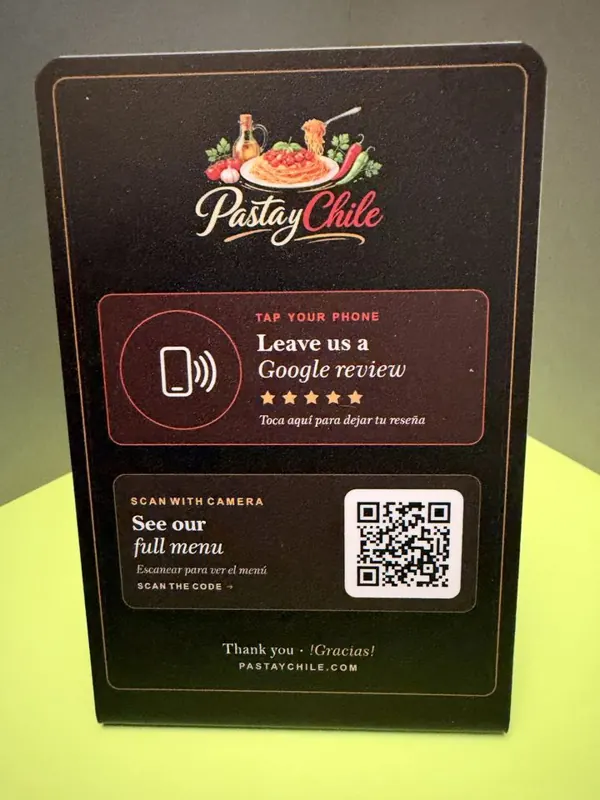 PastayChile
TAP YOUR PHONE
Leave us a
Google review
Toca aquí para dejar tu reseña
SCAN WITH CAMERA
See our
full menu
Escanear para ver el menú
SCAN THE CODE →
Thank you · !Gracias!
PASTAYCHILE.COM